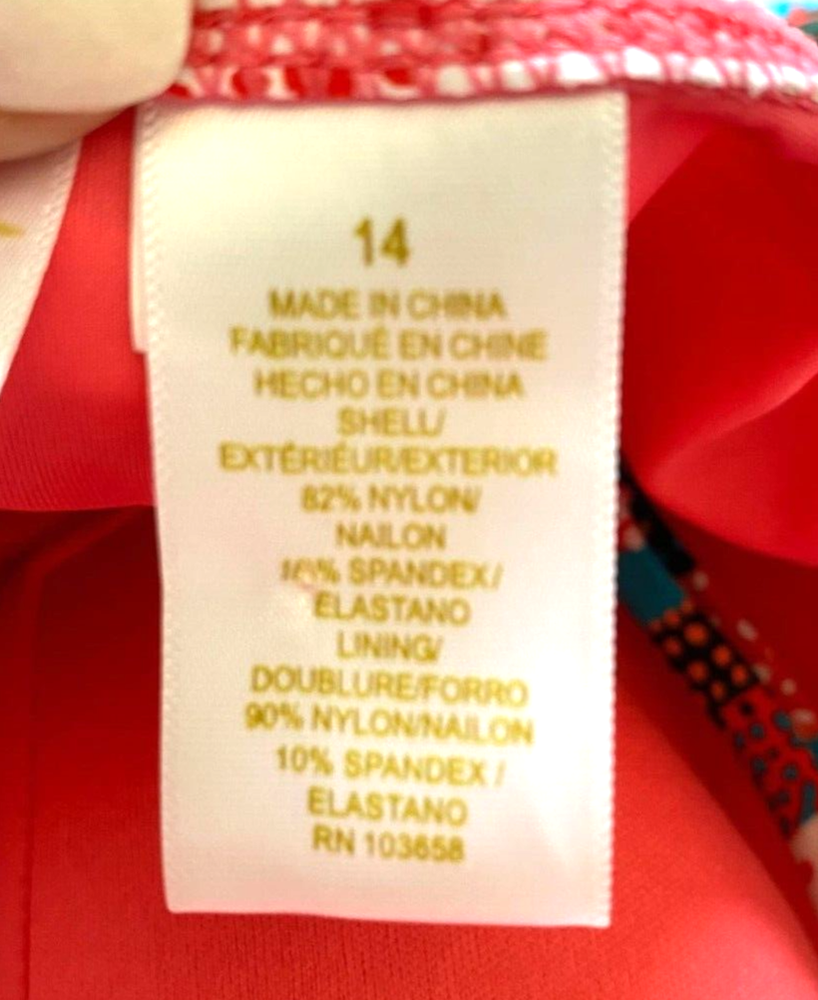 14
MADE IN CHINA
FABRIQUÉ EN CHINE
HECHO EN CHINA
SHELL/
EXTÉRIÉUR/EXTERIOR
82% NYLON/
NAILON
SPANDEX/
ELASTANO
LINING/
DOUBLURE/FORRO
90% NYLON/NAILON
10% SPANDEX /
ELASTANO
RN 103658